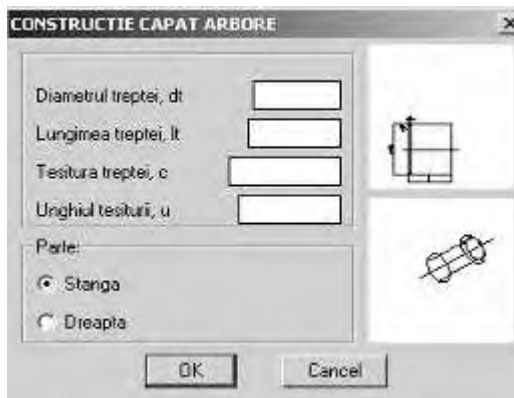 CONSTRUCTIE CAPAT ARBORE
Diametrul treptei, dt
Lungimea treptei, lt
Tesitura treptei, c
Unghiul tesiturii, u
Parte:
Stanga
Dreapta
OK
Cancel